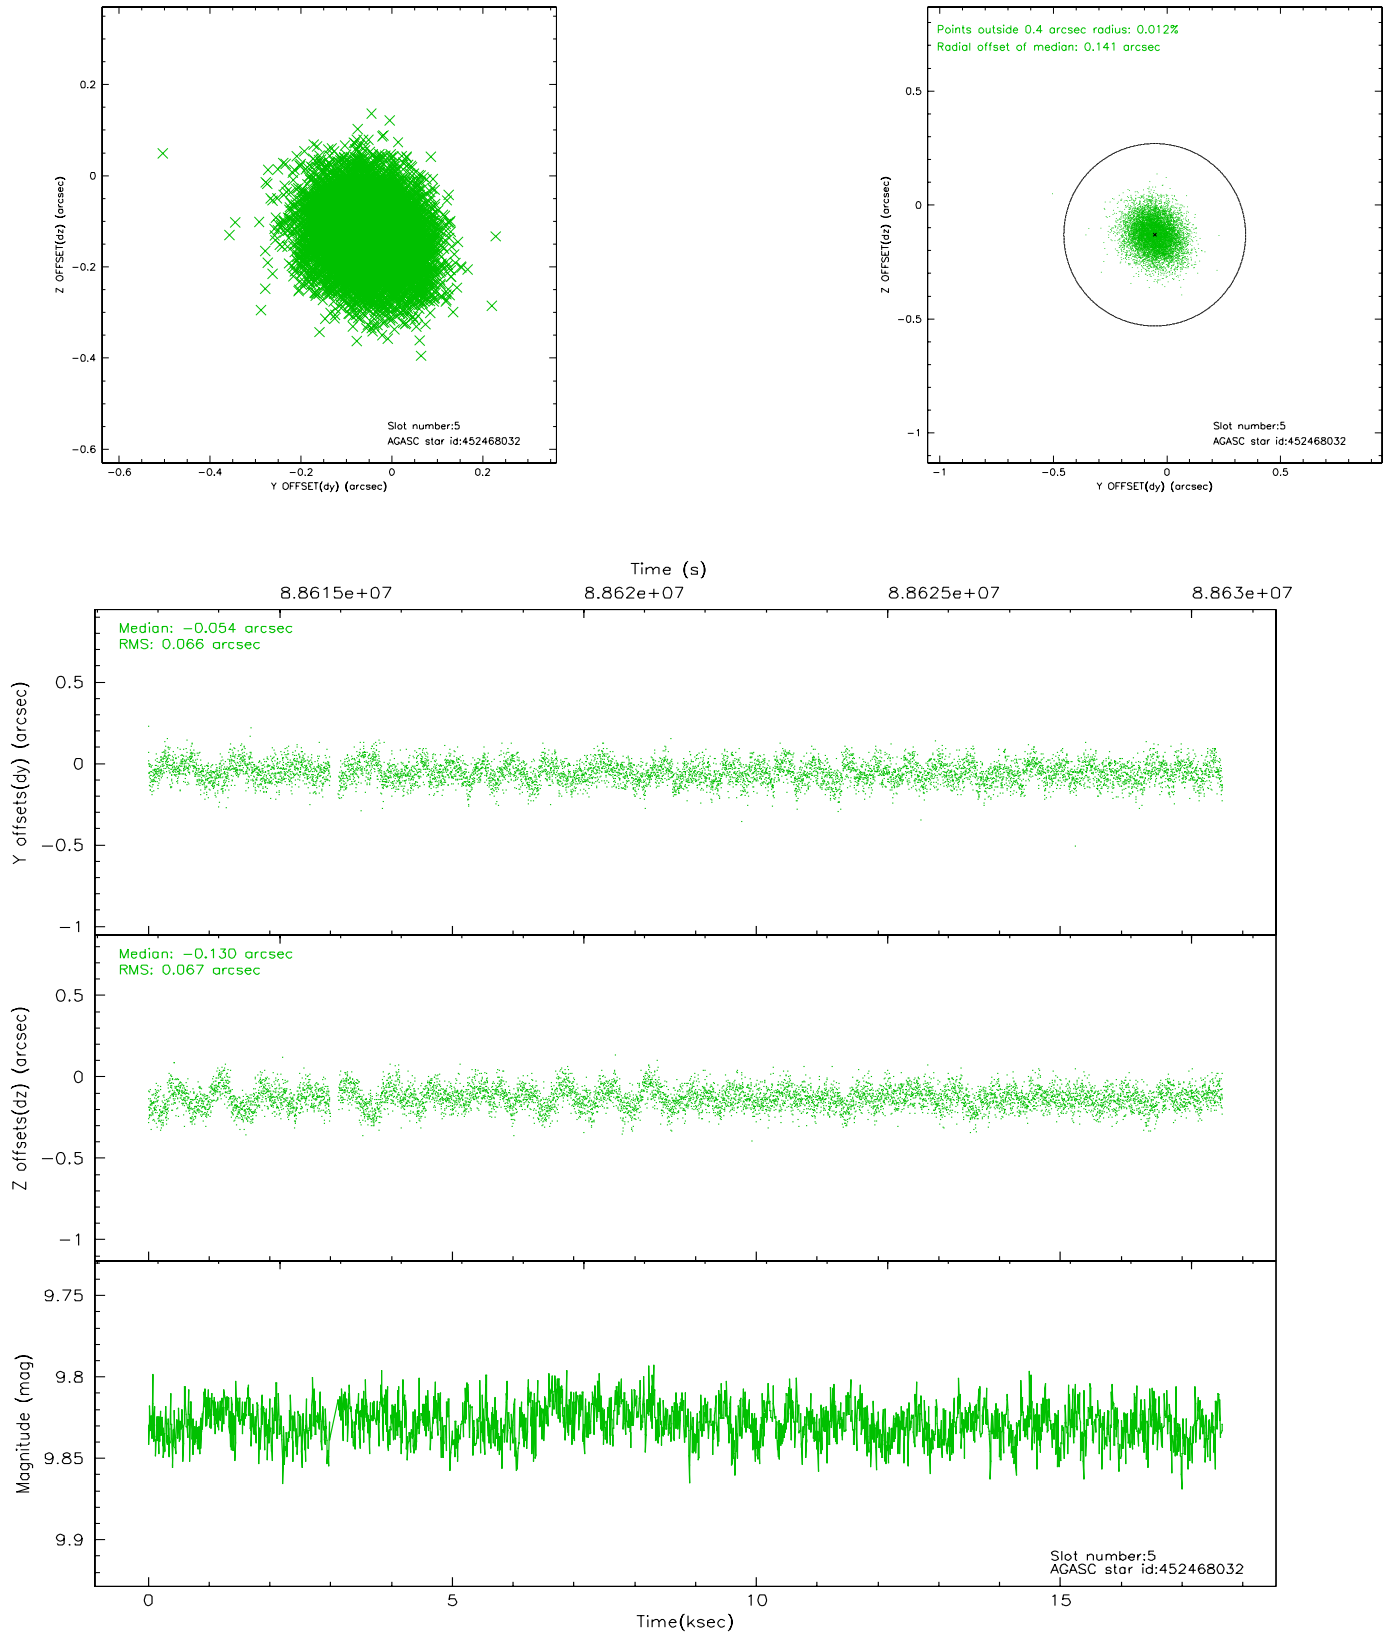 0.2
0
−0.2
−0.4
−0.6
Z OFFSET(dz) (arcsec)
Slot number:5
AGASC star id:452468032
−0.6
−0.4
−0.2
0
0.2
Y OFFSET(dy) (arcsec)
Points outside 0.4 arcsec radius: 0.012%
Radial offset of median: 0.141 arcsec
0.5
0
−0.5
−1
Z OFFSET(dz) (arcsec)
Slot number:5
AGASC star id:452468032
−1
−0.5
0
0.5
Y OFFSET(dy) (arcsec)
Time (s)
8.8615e+07
8.862e+07
8.8625e+07
8.863e+07
Median: −0.054 arcsec
RMS: 0.066 arcsec
0.5
0
−0.5
−1
Y offsets(dy) (arcsec)
Median: −0.130 arcsec
RMS: 0.067 arcsec
0.5
0
−0.5
−1
Z offsets(dz) (arcsec)
9.75
9.8
9.85
9.9
Magnitude (mag)
Slot number:5
AGASC star id:452468032
0
5
10
15
Time(ksec)